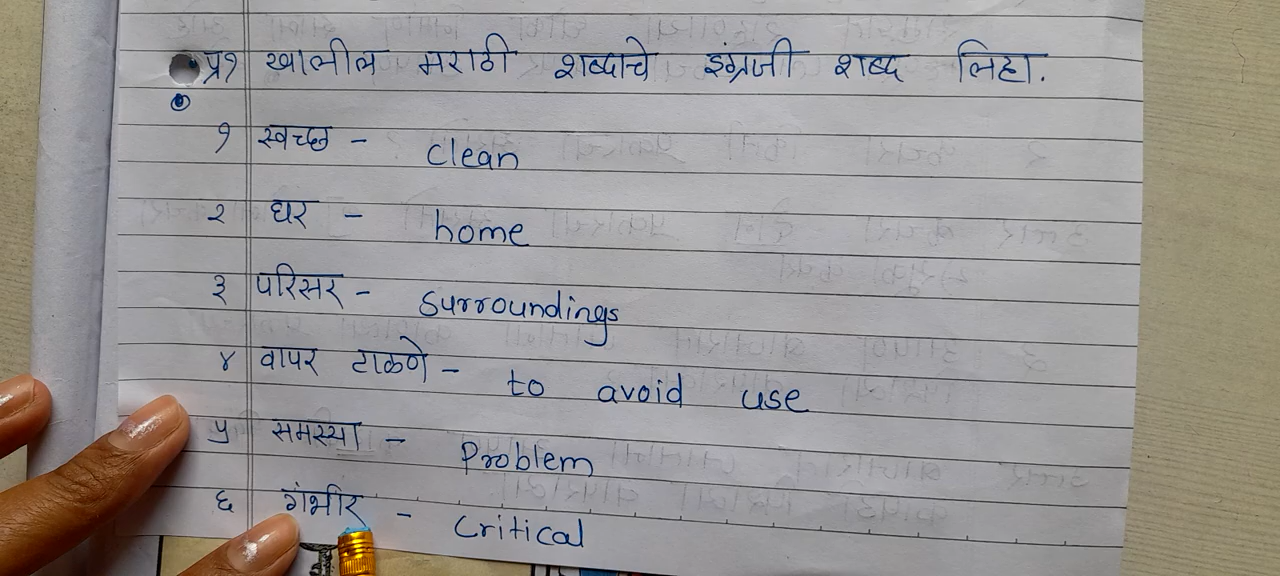 प्र१ खालील मराठी शब्दाचे इंग्रजी शब्द लिहा.
१ स्वच्छ - clean
२ घर - home
३ परिसर - surroundings
४ वापर टाळणे - to avoid use
५ समस्या - Problem
६ गंभीर - Critical